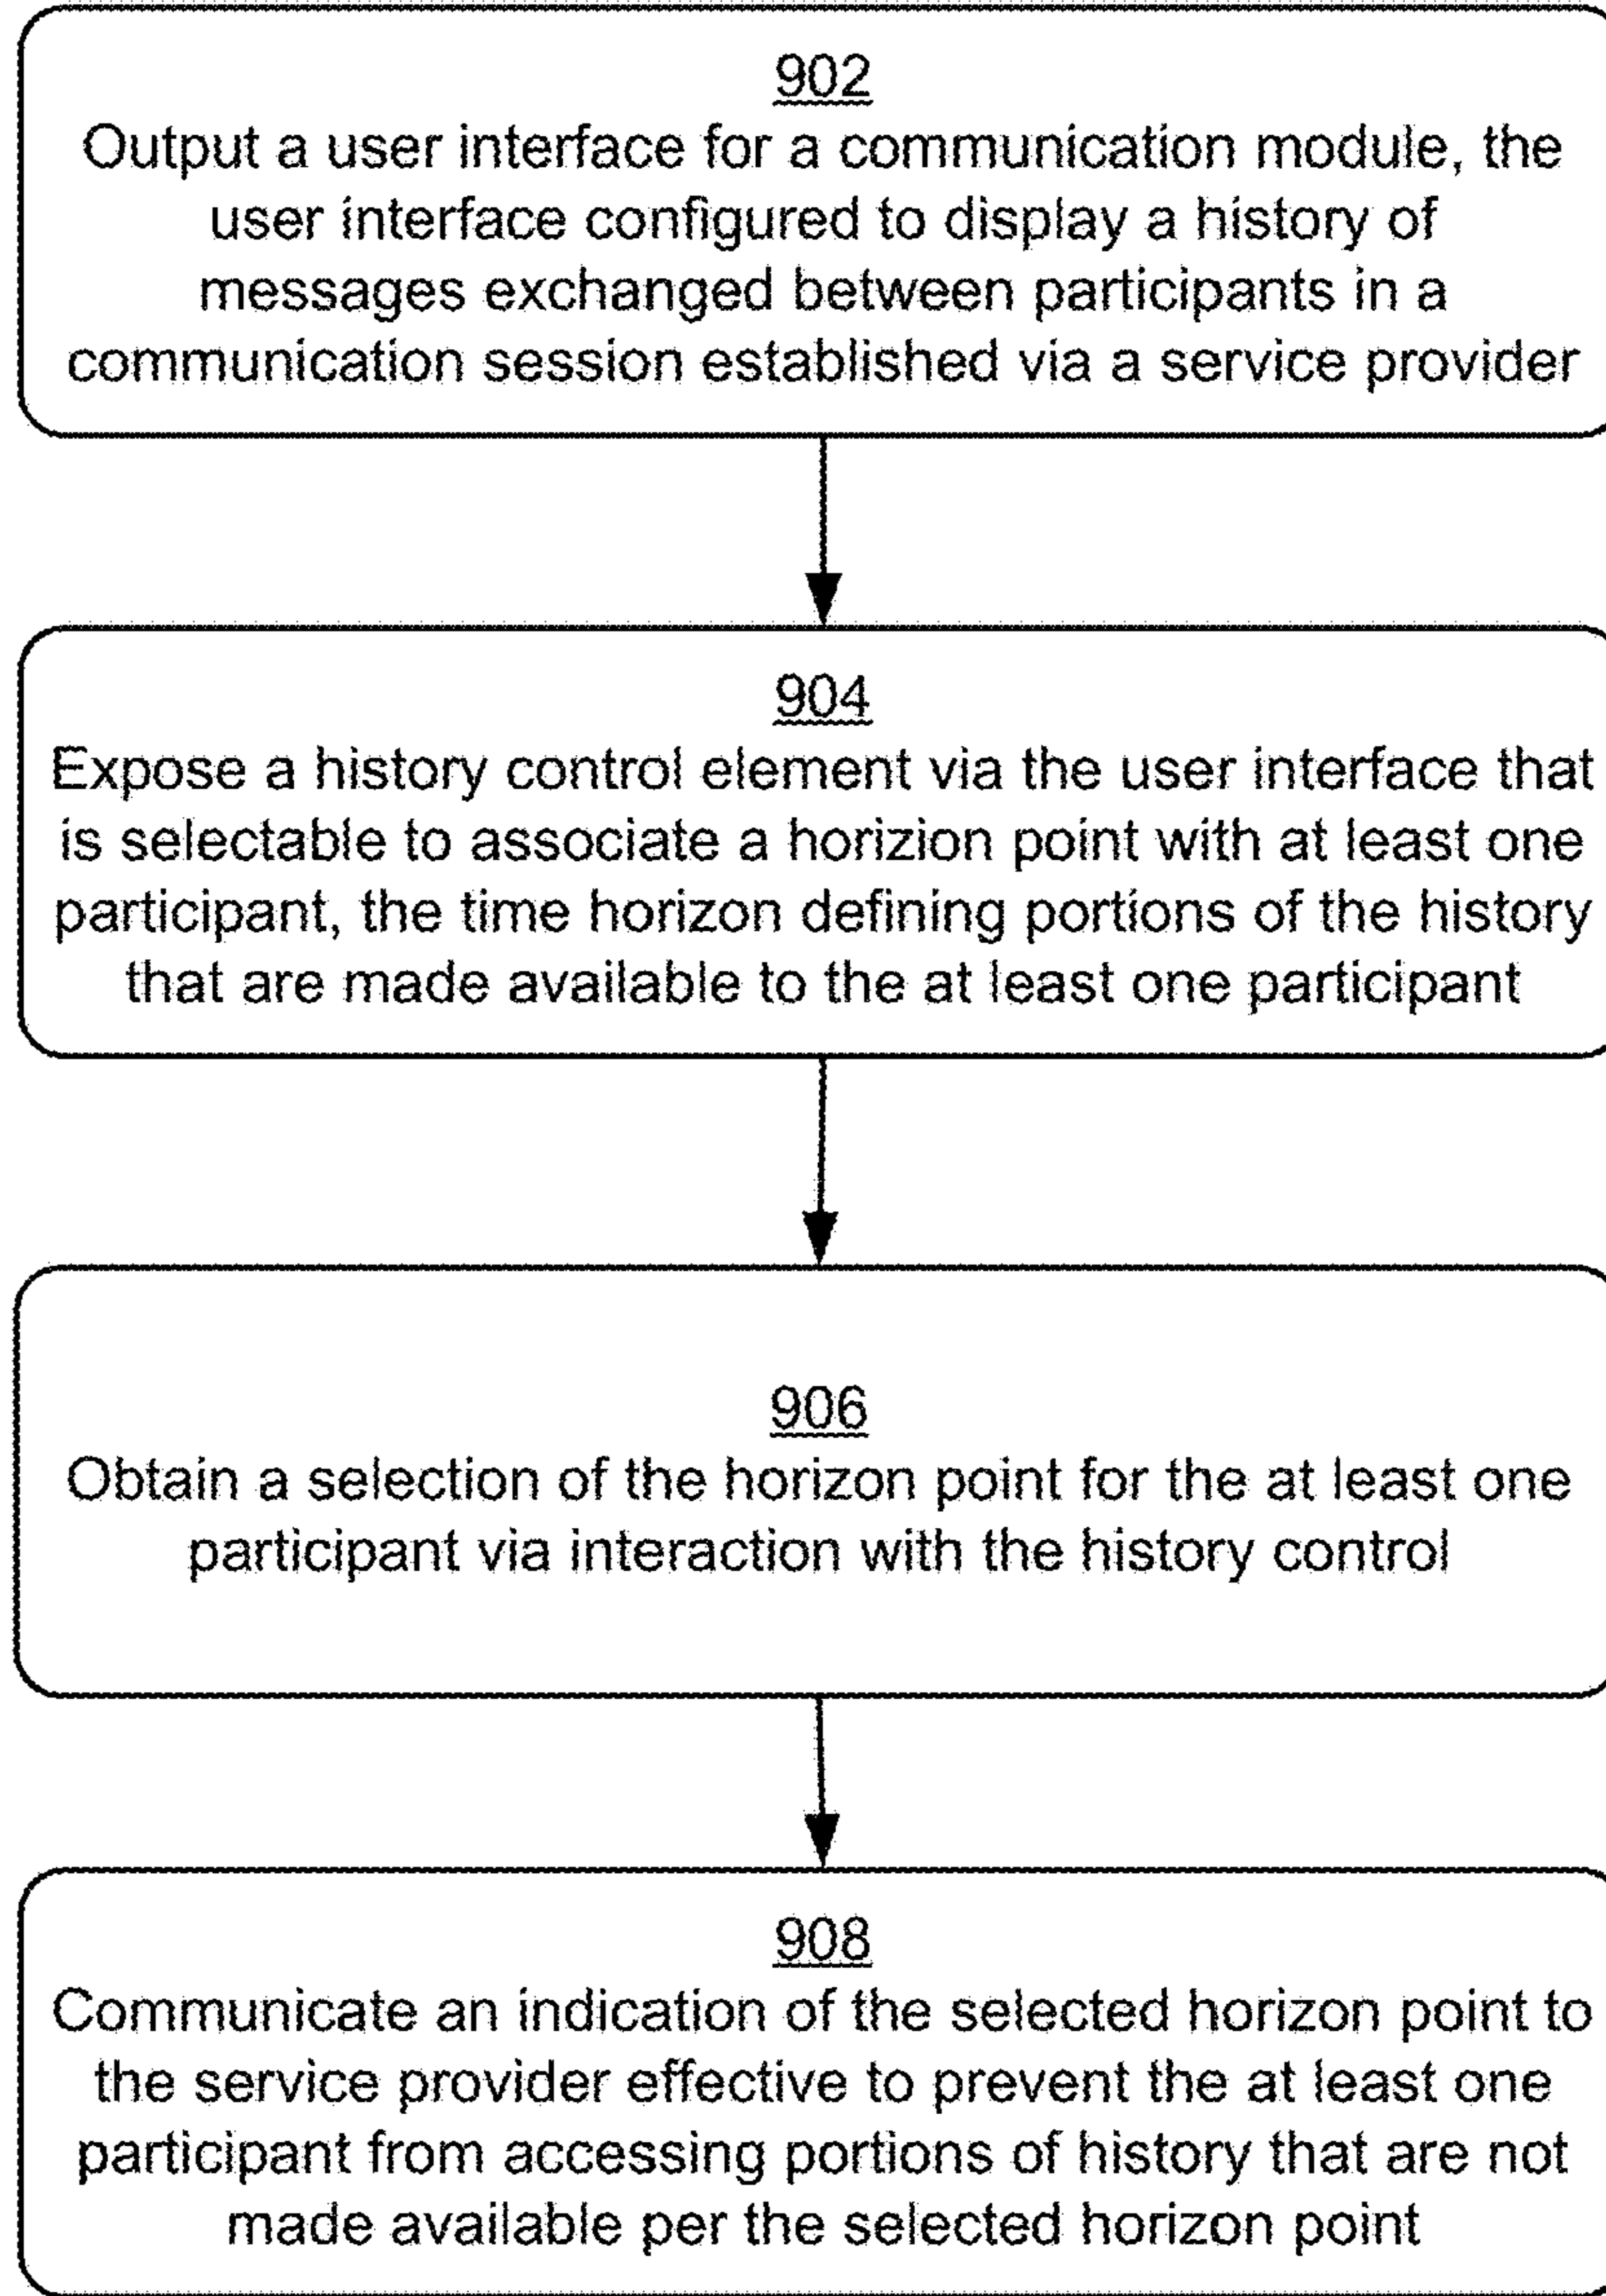 902
Output a user interface for a communication module, the
user interface configured to display a history of
messages exchanged between participants in a
communication session established via a service provider
904
Expose a history control element via the user interface that
is selectable to associate a horizion point with at least one
participant, the time horizon defining portions of the history
that are made available to the at least one participant
906
Obtain a selection of the horizon point for the at least one
participant via interaction with the history control
908
Communicate an indication of the selected horizon point to
the service provider effective to prevent the at least one
participant from accessing portions of history that are not
made available per the selected horizon point